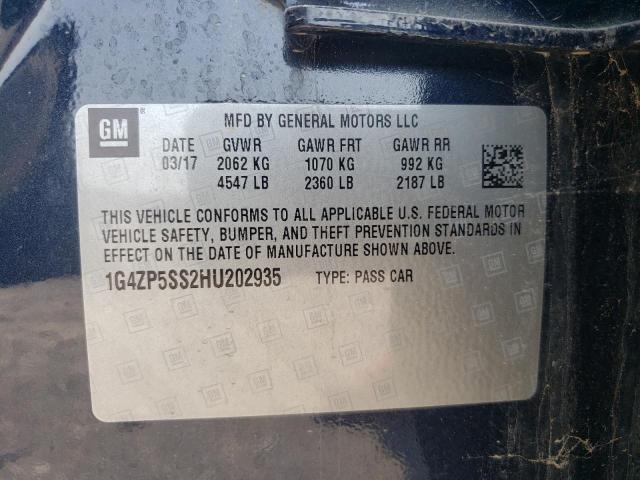 GM ®
MFD BY GENERAL MOTORS LLC
DATE GVWR GAWR FRT GAWR RR
03/17 2062 KG 1070 KG 992 KG
4547 LB 2360 LB 2187 LB
THIS VEHICLE CONFORMS TO ALL APPLICABLE U.S. FEDERAL MOTOR
VEHICLE SAFETY, BUMPER, AND THEFT PREVENTION STANDARDS IN
EFFECT ON THE DATE OF MANUFACTURE SHOWN ABOVE.
1G4ZP5SS2HU202935 TYPE: PASS CAR